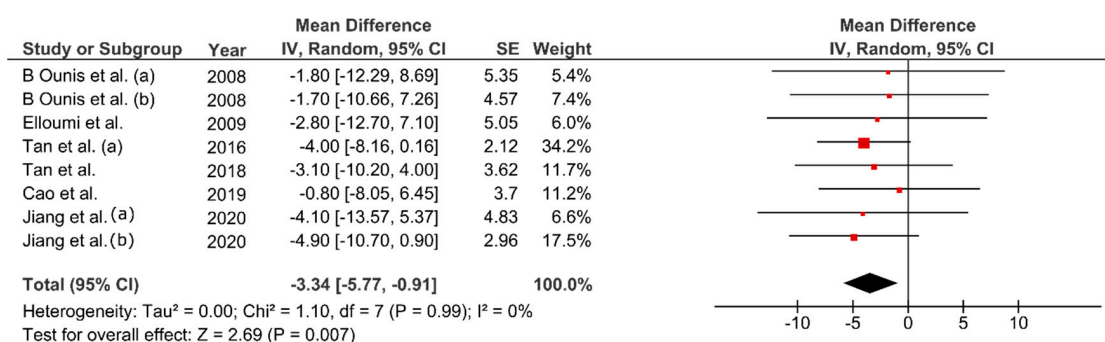 Mean Difference Mean Difference
Study or Subgroup Year IV, Random, 95% CI SE Weight IV, Random, 95% CI
B Ounis et al. (a) 2008 -1.80 [-12.29, 8.69] 5.35 5.4%
B Ounis et al. (b) 2008 -1.70 [-10.66, 7.26] 4.57 7.4%
Elloumi et al. 2009 -2.80 [-12.70, 7.10] 5.05 6.0%
Tan et al. (a) 2016 -4.00 [-8.16, 0.16] 2.12 34.2%
Tan et al. 2018 -3.10 [-10.20, 4.00] 3.62 11.7%
Cao et al. 2019 -0.80 [-8.05, 6.45] 3.7 11.2%
Jiang et al.(a) 2020 -4.10 [-13.57, 5.37] 4.83 6.6%
Jiang et al.(b) 2020 -4.90 [-10.70, 0.90] 2.96 17.5%
Total (95% CI) -3.34 [-5.77, -0.91] 100.0%
Heterogeneity: Tau² = 0.00; Chi² = 1.10, df = 7 (P = 0.99); I² = 0%
Test for overall effect: Z = 2.69 (P = 0.007)
-10 -5 0 5 10